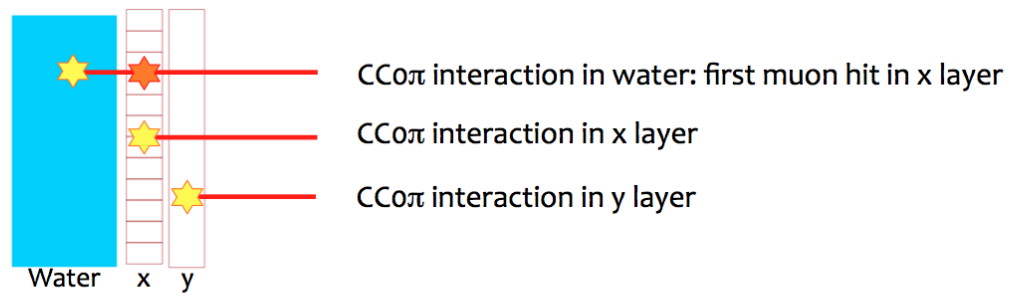 CC0π interaction in water: first muon hit in x layer
CC0π interaction in x layer
CC0π interaction in y layer
Water x y